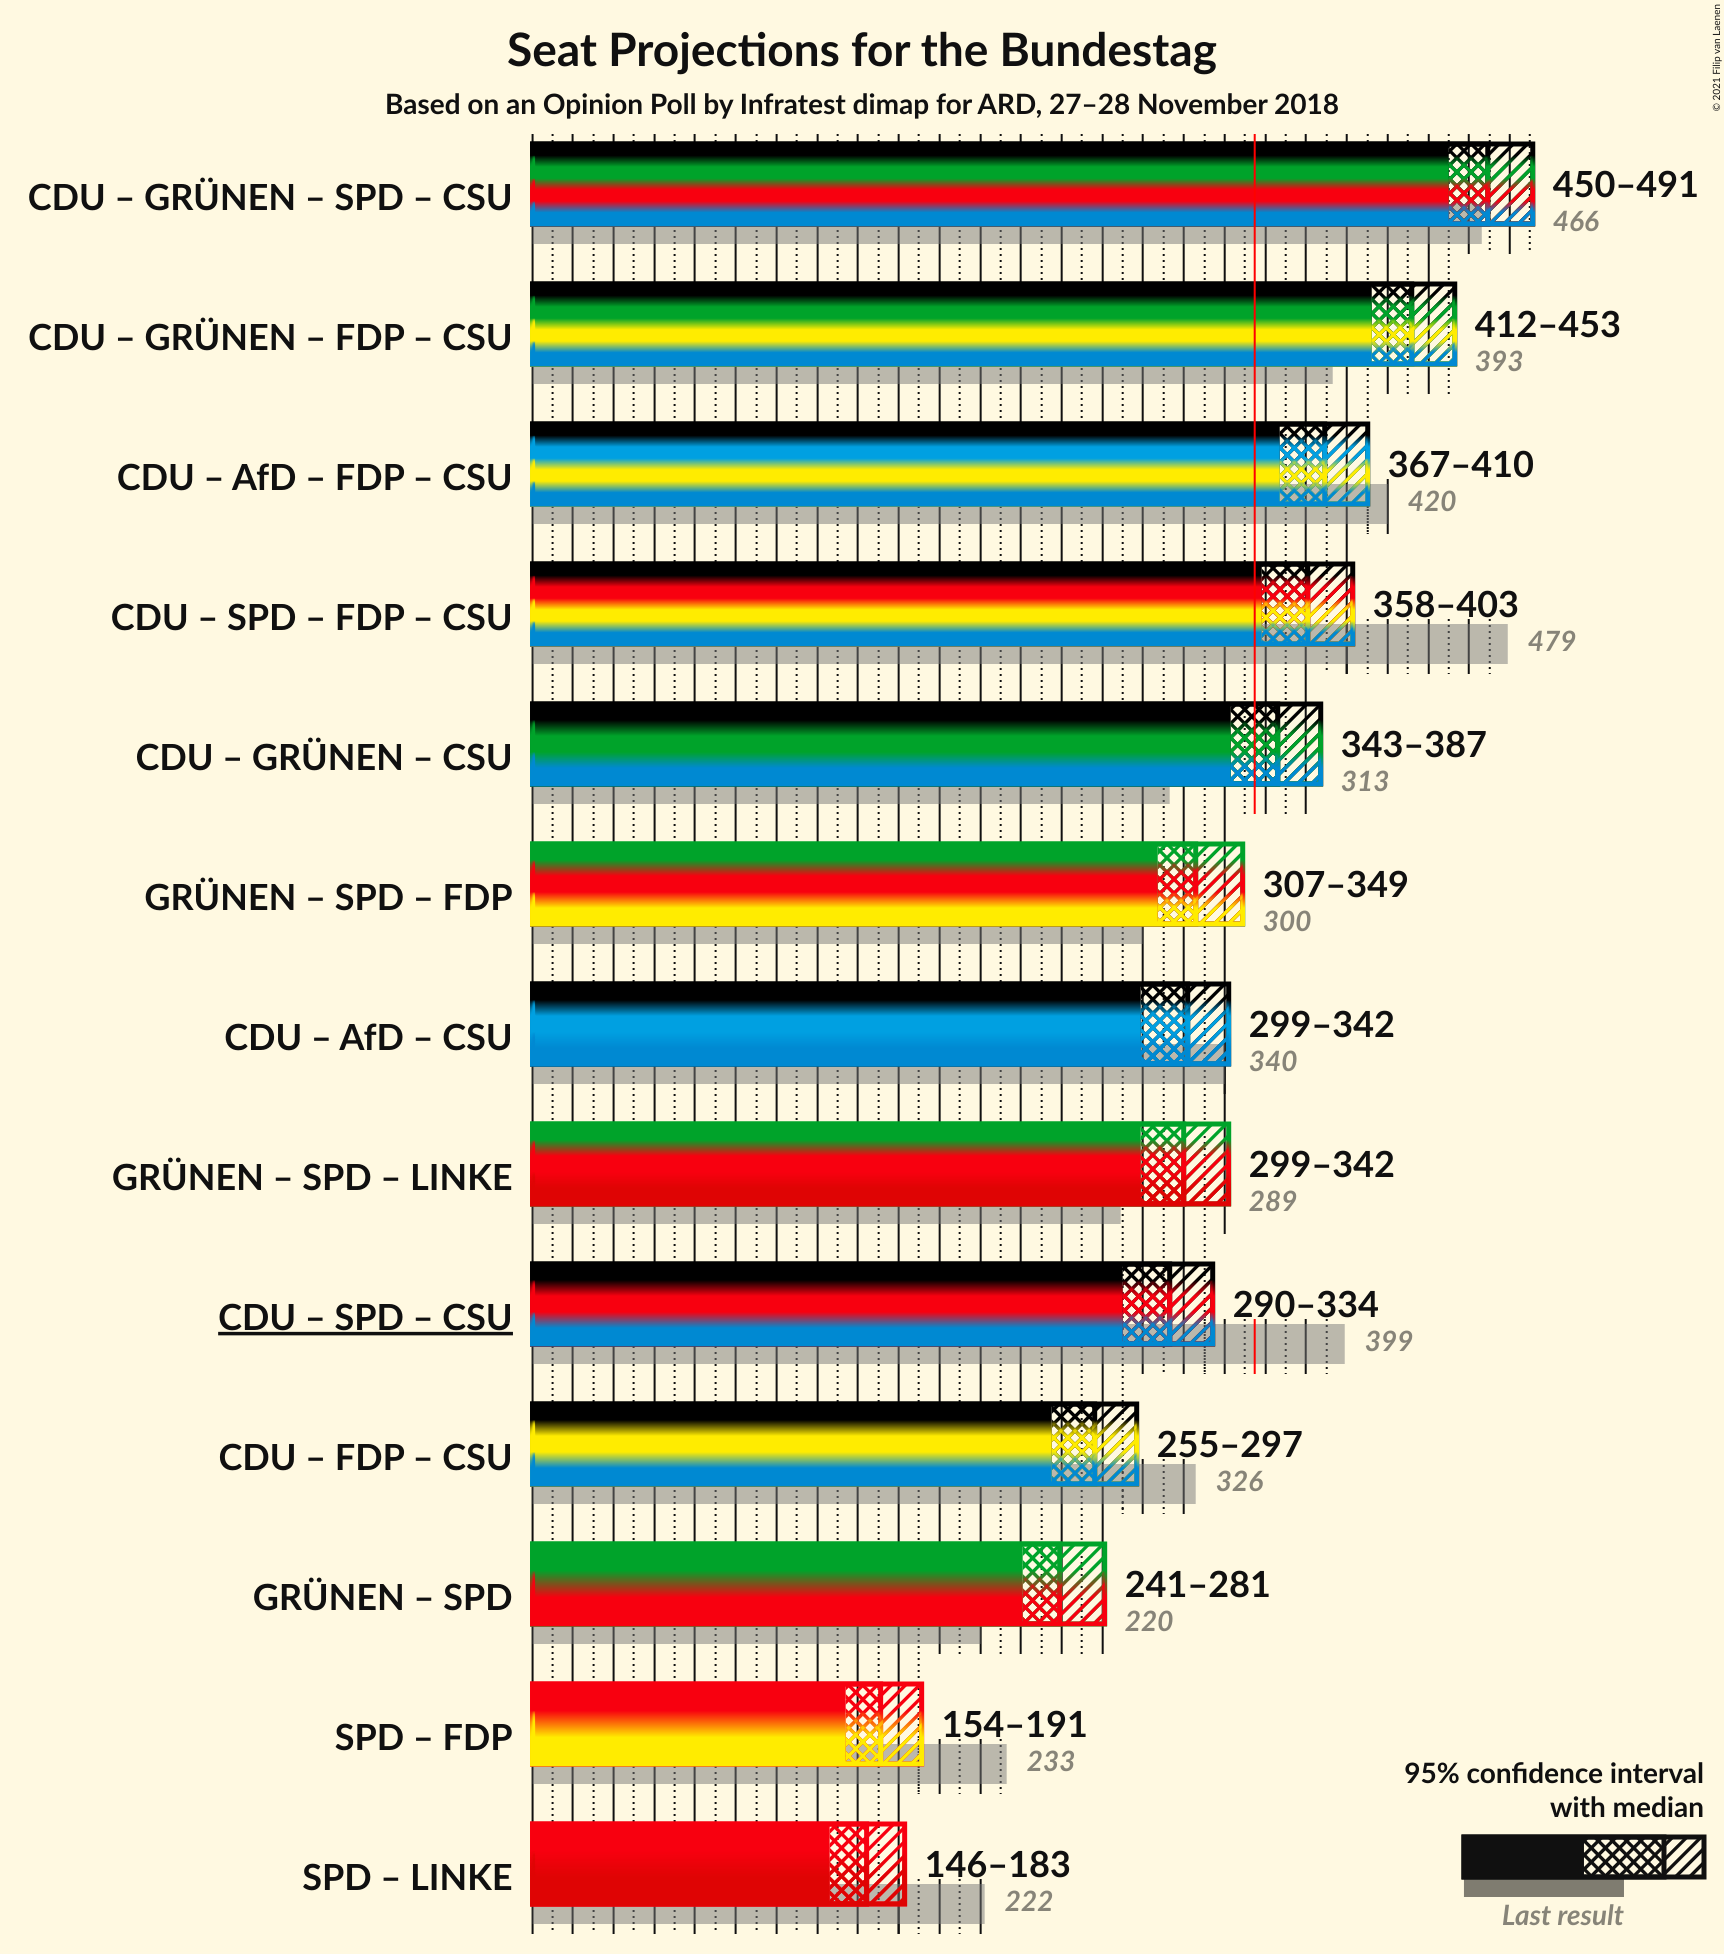 Seat Projections for the Bundestag
Based on an Opinion Poll by Infratest dimap for ARD, 27–28 November 2018
© 2021 Filip van Laenen
CDU – GRÜNEN – SPD – CSU
450–491
466
CDU – GRÜNEN – FDP – CSU
412–453
393
CDU – AfD – FDP – CSU
367–410
420
CDU – SPD – FDP – CSU
358–403
479
CDU – GRÜNEN – CSU
343–387
313
GRÜNEN – SPD – FDP
307–349
300
CDU – AfD – CSU
299–342
340
GRÜNEN – SPD – LINKE
299–342
289
CDU – SPD – CSU
290–334
399
CDU – FDP – CSU
255–297
326
GRÜNEN – SPD
241–281
220
SPD – FDP
154–191
233
SPD – LINKE
146–183
222
95% confidence interval
with median
Last result